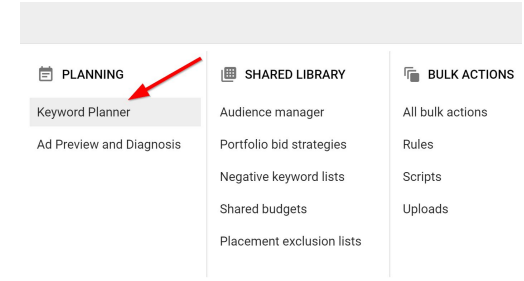 PLANNING
Keyword Planner
Ad Preview and Diagnosis
SHARED LIBRARY
Audience manager
Portfolio bid strategies
Negative keyword lists
Shared budgets
Placement exclusion lists
BULK ACTIONS
All bulk actions
Rules
Scripts
Uploads